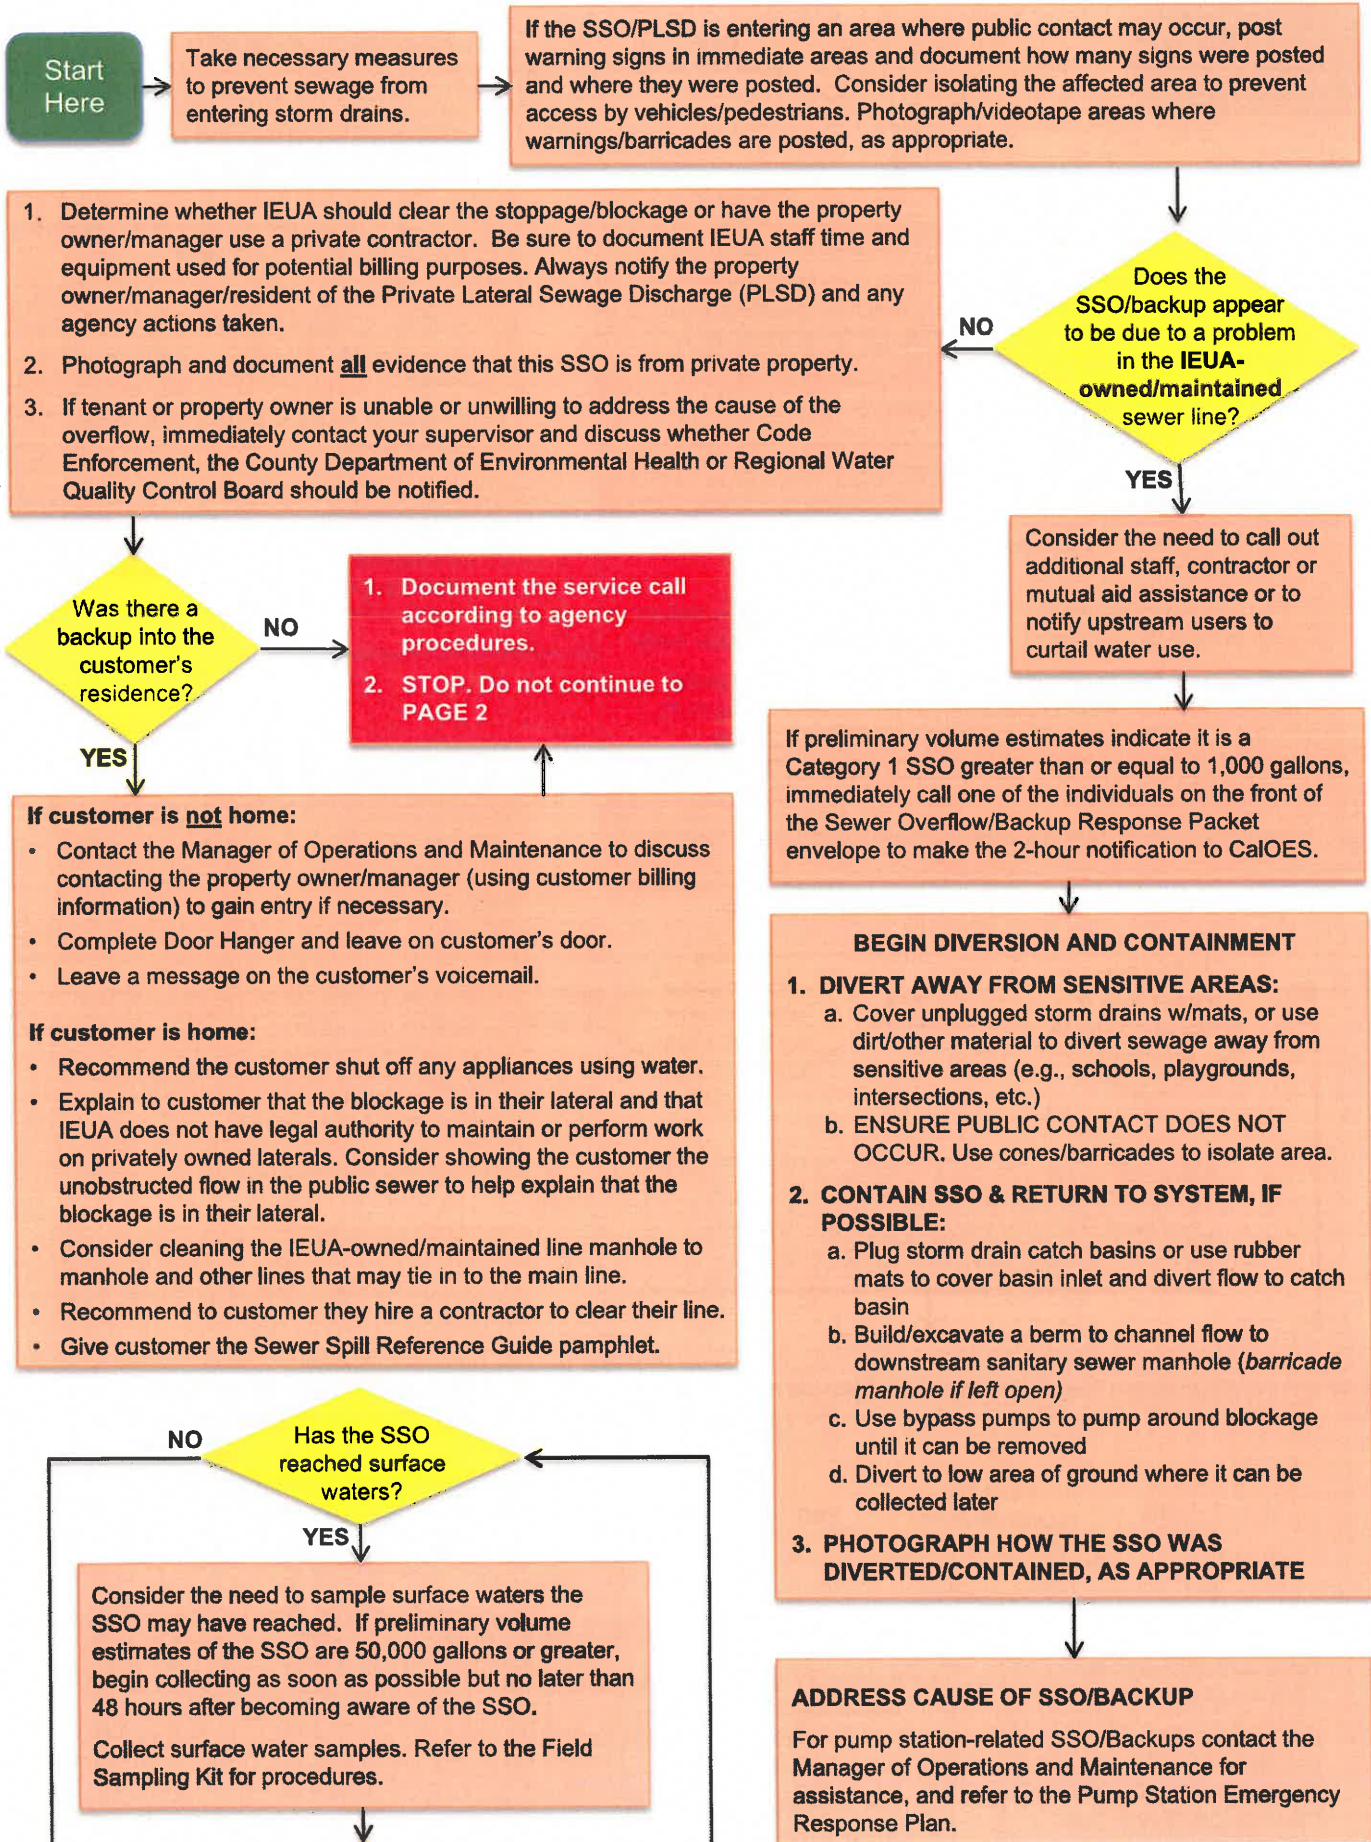 Start
Here
Take necessary measures
to prevent sewage from
entering storm drains.
If the SSO/PLSD is entering an area where public contact may occur, post
warning signs in immediate areas and document how many signs were posted
and where they were posted.  Consider isolating the affected area to prevent
access by vehicles/pedestrians. Photograph/videotape areas where
warnings/barricades are posted, as appropriate.
Does the
SSO/backup appear
to be due to a problem
in the IEUA-
owned/maintained
sewer line?
NO
YES
1. Determine whether IEUA should clear the stoppage/blockage or have the property
owner/manager use a private contractor.  Be sure to document IEUA staff time and
equipment used for potential billing purposes. Always notify the property
owner/manager/resident of the Private Lateral Sewage Discharge (PLSD) and any
agency actions taken.
2. Photograph and document all evidence that this SSO is from private property.
3. If tenant or property owner is unable or unwilling to address the cause of the
overflow, immediately contact your supervisor and discuss whether Code
Enforcement, the County Department of Environmental Health or Regional Water
Quality Control Board should be notified.
Was there a
backup into the
customer's
residence?
NO
YES
1. Document the service call
according to agency
procedures.
2. STOP. Do not continue to
PAGE 2
If customer is not home:
• Contact the Manager of Operations and Maintenance to discuss
contacting the property owner/manager (using customer billing
information) to gain entry if necessary.
• Complete Door Hanger and leave on customer's door.
• Leave a message on the customer's voicemail.
If customer is home:
• Recommend the customer shut off any appliances using water.
• Explain to customer that the blockage is in their lateral and that
IEUA does not have legal authority to maintain or perform work
on privately owned laterals. Consider showing the customer the
unobstructed flow in the public sewer to help explain that the
blockage is in their lateral.
• Consider cleaning the IEUA-owned/maintained line manhole to
manhole and other lines that may tie in to the main line.
• Recommend to customer they hire a contractor to clear their line.
• Give customer the Sewer Spill Reference Guide pamphlet.
Consider the need to call out
additional staff, contractor or
mutual aid assistance or to
notify upstream users to
curtail water use.
If preliminary volume estimates indicate it is a
Category 1 SSO greater than or equal to 1,000 gallons,
immediately call one of the individuals on the front of
the Sewer Overflow/Backup Response Packet
envelope to make the 2-hour notification to CalOES.
BEGIN DIVERSION AND CONTAINMENT
1. DIVERT AWAY FROM SENSITIVE AREAS:
a. Cover unplugged storm drains w/mats, or use
dirt/other material to divert sewage away from
sensitive areas (e.g., schools, playgrounds,
intersections, etc.)
b. ENSURE PUBLIC CONTACT DOES NOT
OCCUR. Use cones/barricades to isolate area.
2. CONTAIN SSO & RETURN TO SYSTEM, IF
POSSIBLE:
a. Plug storm drain catch basins or use rubber
mats to cover basin inlet and divert flow to catch
basin
b. Build/excavate a berm to channel flow to
downstream sanitary sewer manhole (barricade
manhole if left open)
c. Use bypass pumps to pump around blockage
until it can be removed
d. Divert to low area of ground where it can be
collected later
3. PHOTOGRAPH HOW THE SSO WAS
DIVERTED/CONTAINED, AS APPROPRIATE
ADDRESS CAUSE OF SSO/BACKUP
For pump station-related SSO/Backups contact the
Manager of Operations and Maintenance for
assistance, and refer to the Pump Station Emergency
Response Plan.
Has the SSO
reached surface
waters?
NO
YES
Consider the need to sample surface waters the
SSO may have reached.  If preliminary volume
estimates of the SSO are 50,000 gallons or greater,
begin collecting as soon as possible but no later than
48 hours after becoming aware of the SSO.
Collect surface water samples. Refer to the Field
Sampling Kit for procedures.